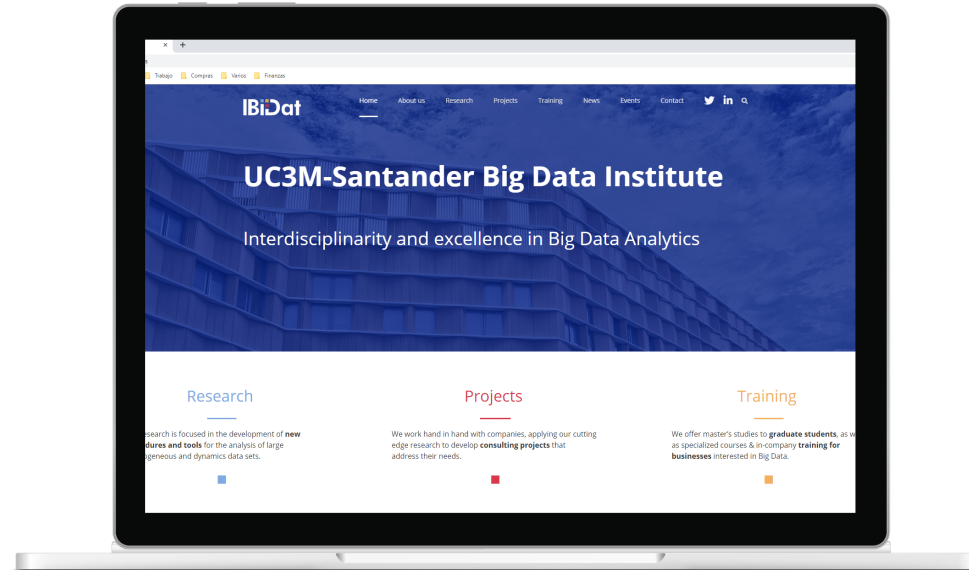 × +
s
Trabajo Compras Varios Finanzas
IBiDat Home About us Research Projects Training News Events Contact
UC3M-Santander Big Data Institute
Interdisciplinarity and excellence in Big Data Analytics
Research
esearch is focused in the development of new
dures and tools for the analysis of large
ogeneous and dynamics data sets.
Projects
We work hand in hand with companies, applying our cutting
edge research to develop consulting projects that
address their needs.
Training
We offer master's studies to graduate students, as w
as specialized courses & in-company training for
businesses interested in Big Data.